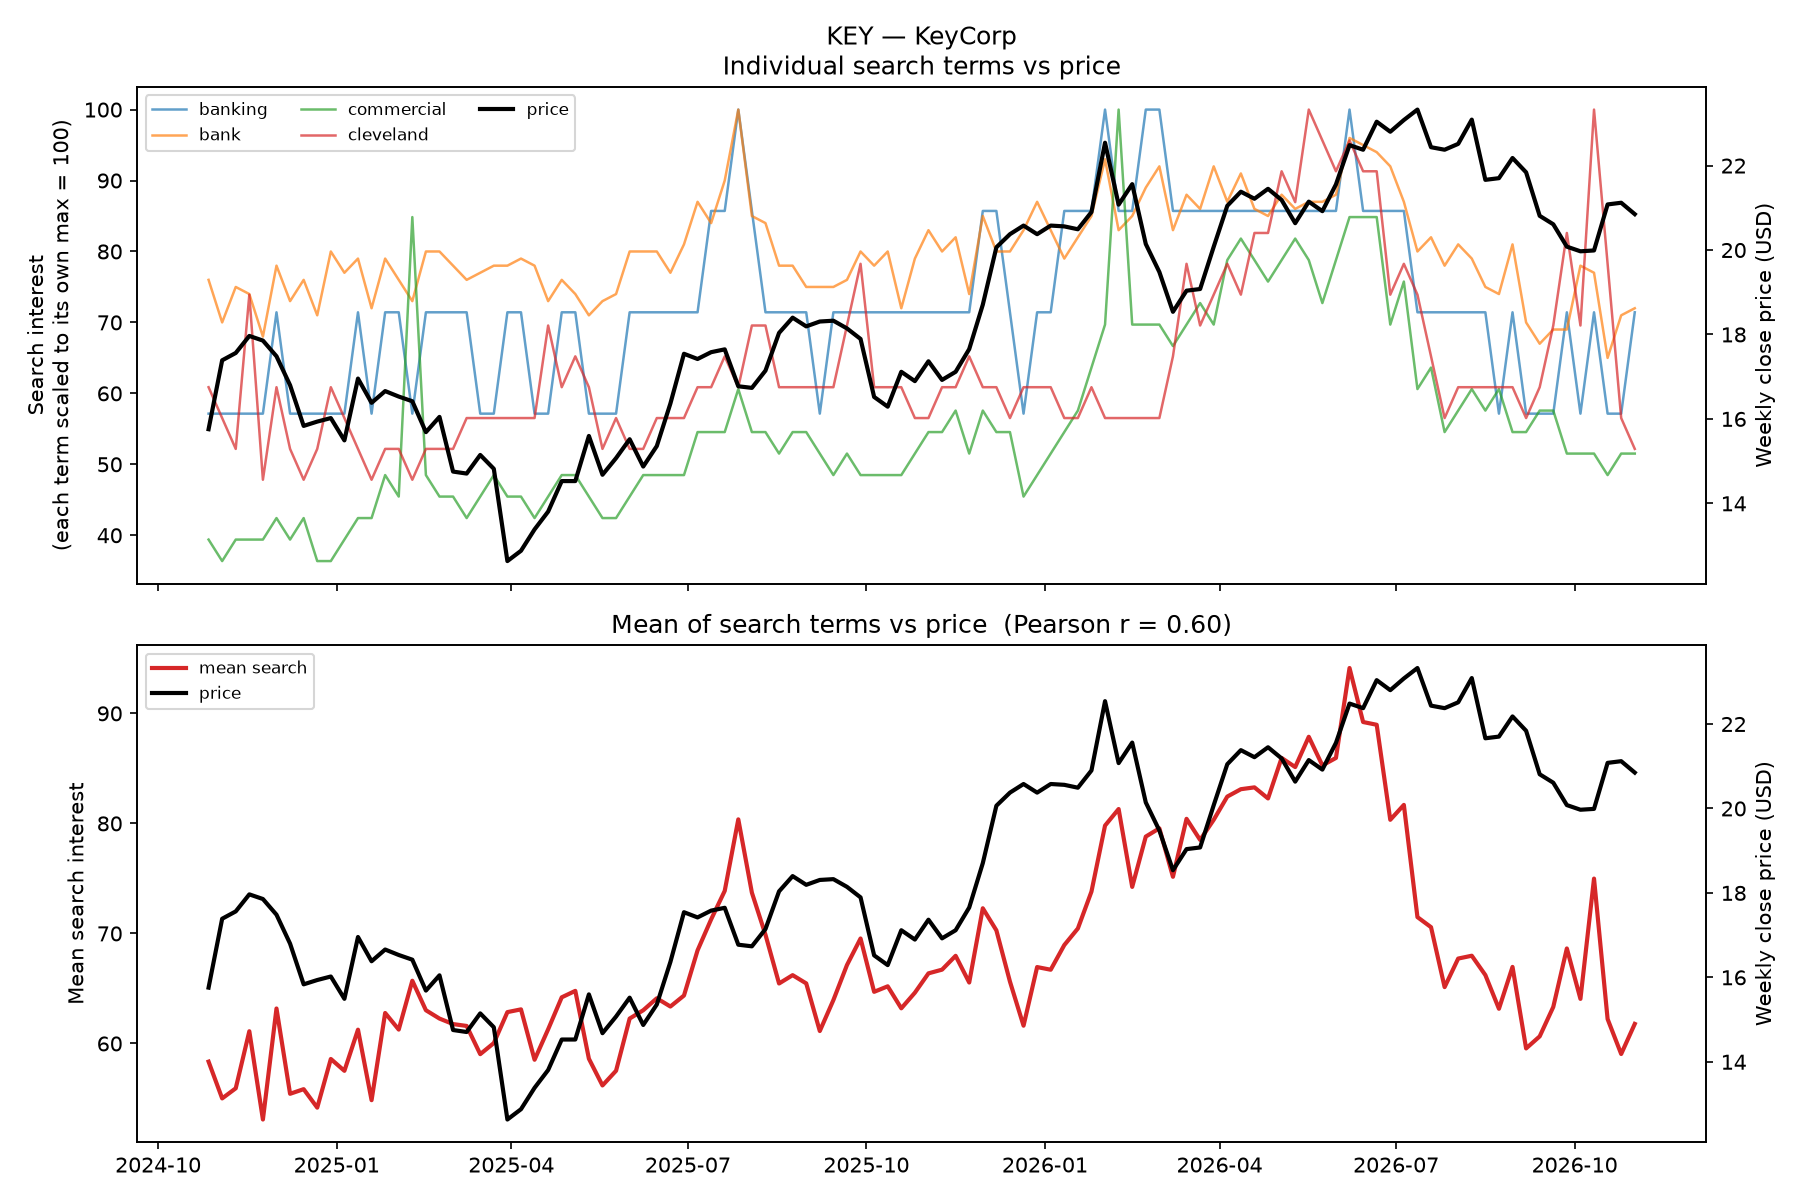 KEY — KeyCorp
Individual search terms vs price
banking
bank
commercial
cleveland
price
100
90
80
70
60
50
40
Search interest
(each term scaled to its own max = 100)
22
20
18
16
14
Weekly close price (USD)
Mean of search terms vs price (Pearson r = 0.60)
mean search
price
90
80
70
60
Mean search interest
22
20
18
16
14
Weekly close price (USD)
2024-10
2025-01
2025-04
2025-07
2025-10
2026-01
2026-04
2026-07
2026-10